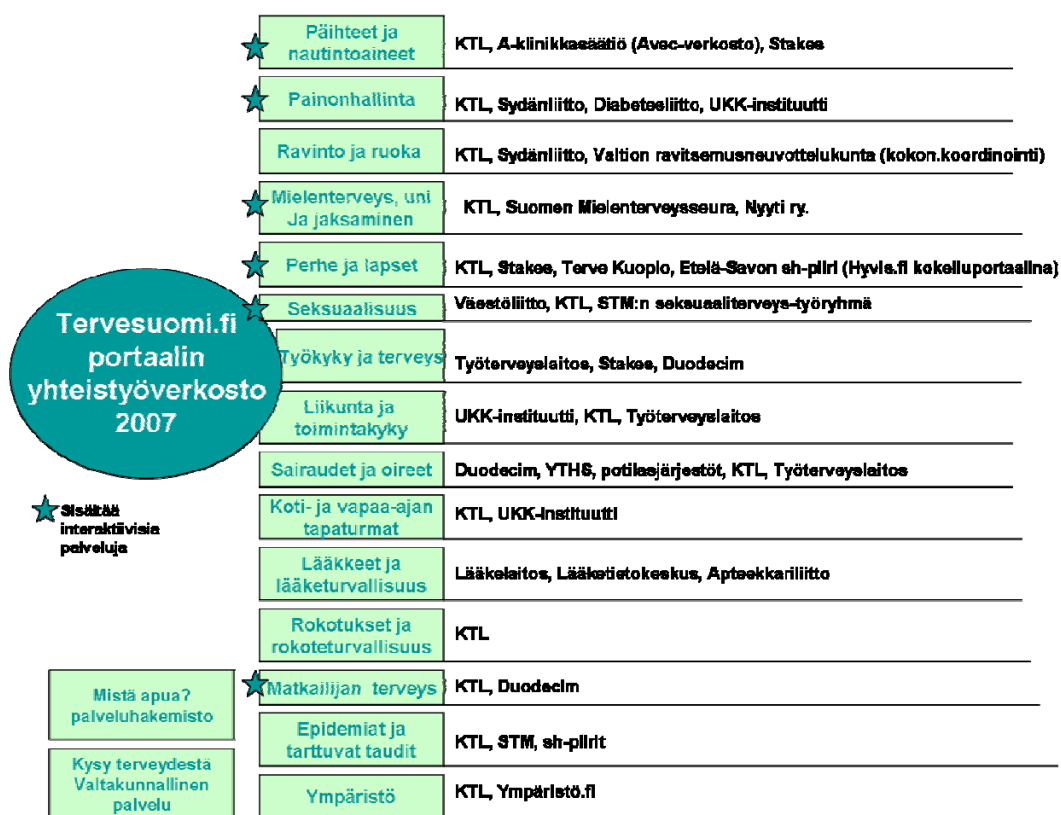 Päihteet ja
nautintoaineet
KTL, A-klinikkasäätiö (Avec-verkosto), Stakes
Painonhallinta
KTL, Sydänliitto, Diabetesliitto, UKK-instituutti
Ravinto ja ruoka
KTL, Sydänliitto, Valtion ravitsemusneuvottelukunta (kokon.koordinointi)
Mielenterveys, uni
Ja jaksaminen
KTL, Suomen Mielenterveysseura, Nyyti ry.
Perhe ja lapset
KTL, Stakes, Terve Kuopio, Etelä-Savon sh-piiri (Hyvis.fi kokeiluportaalina)
Seksuaalisuus
Väestöliitto, KTL, STM:n seksuaaliterveys-työryhmä
Tervesuomi.fi
portaalin
yhteistyöverkosto
2007
Työkyky ja terveys
Työterveyslaitos, Stakes, Duodecim
Liikunta ja
toimintakyky
UKK-instituutti, KTL, Työterveyslaitos
Sairaudet ja oireet
Duodecim, YTHS, potilasjärjestöt, KTL, Työterveyslaitos
Sisältää
interaktiivisia
palveluja
Koti- ja vapaa-ajan
tapaturmat
KTL, UKK-instituutti
Lääkkeet ja
lääketurvallisuus
Lääkelaitos, Lääketietokeskus, Apteekkariliitto
Rokotukset ja
rokoteturvallisuus
KTL
Matkailijan terveys
KTL, Duodecim
Mistä apua?
palveluhakemisto
Epidemiat ja
tarttuvat taudit
KTL, STM, sh-piirit
Kysy terveydestä
Valtakunnallinen
palvelu
Ympäristö
KTL, Ympäristö.fi